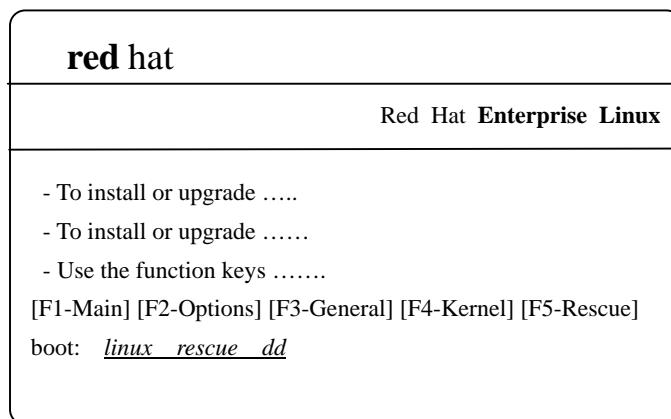 red hat
Red Hat Enterprise Linux
- To install or upgrade …..
- To install or upgrade ……
- Use the function keys …….
[F1-Main] [F2-Options] [F3-General] [F4-Kernel] [F5-Rescue]
boot: linux rescue dd